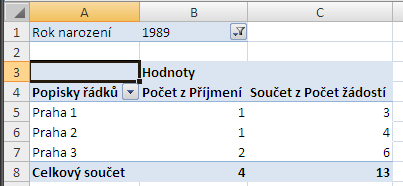 A B C
1 Rok narození 1989
2
3 Hodnoty
4 Popisky řádků Počet z Příjmení Součet z Počet žádostí
5 Praha 1 1 3
6 Praha 2 1 4
7 Praha 3 2 6
8 Celkový součet 4 13